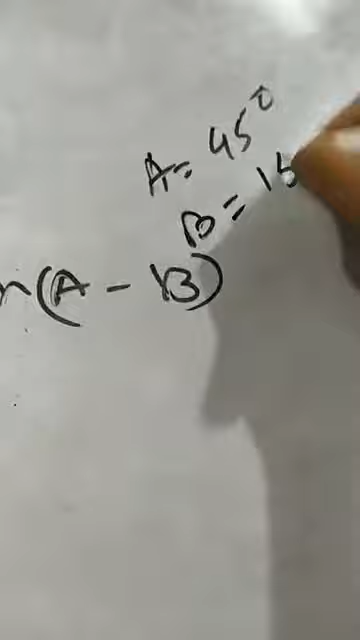 A = 45°
B = 15
(A - B)